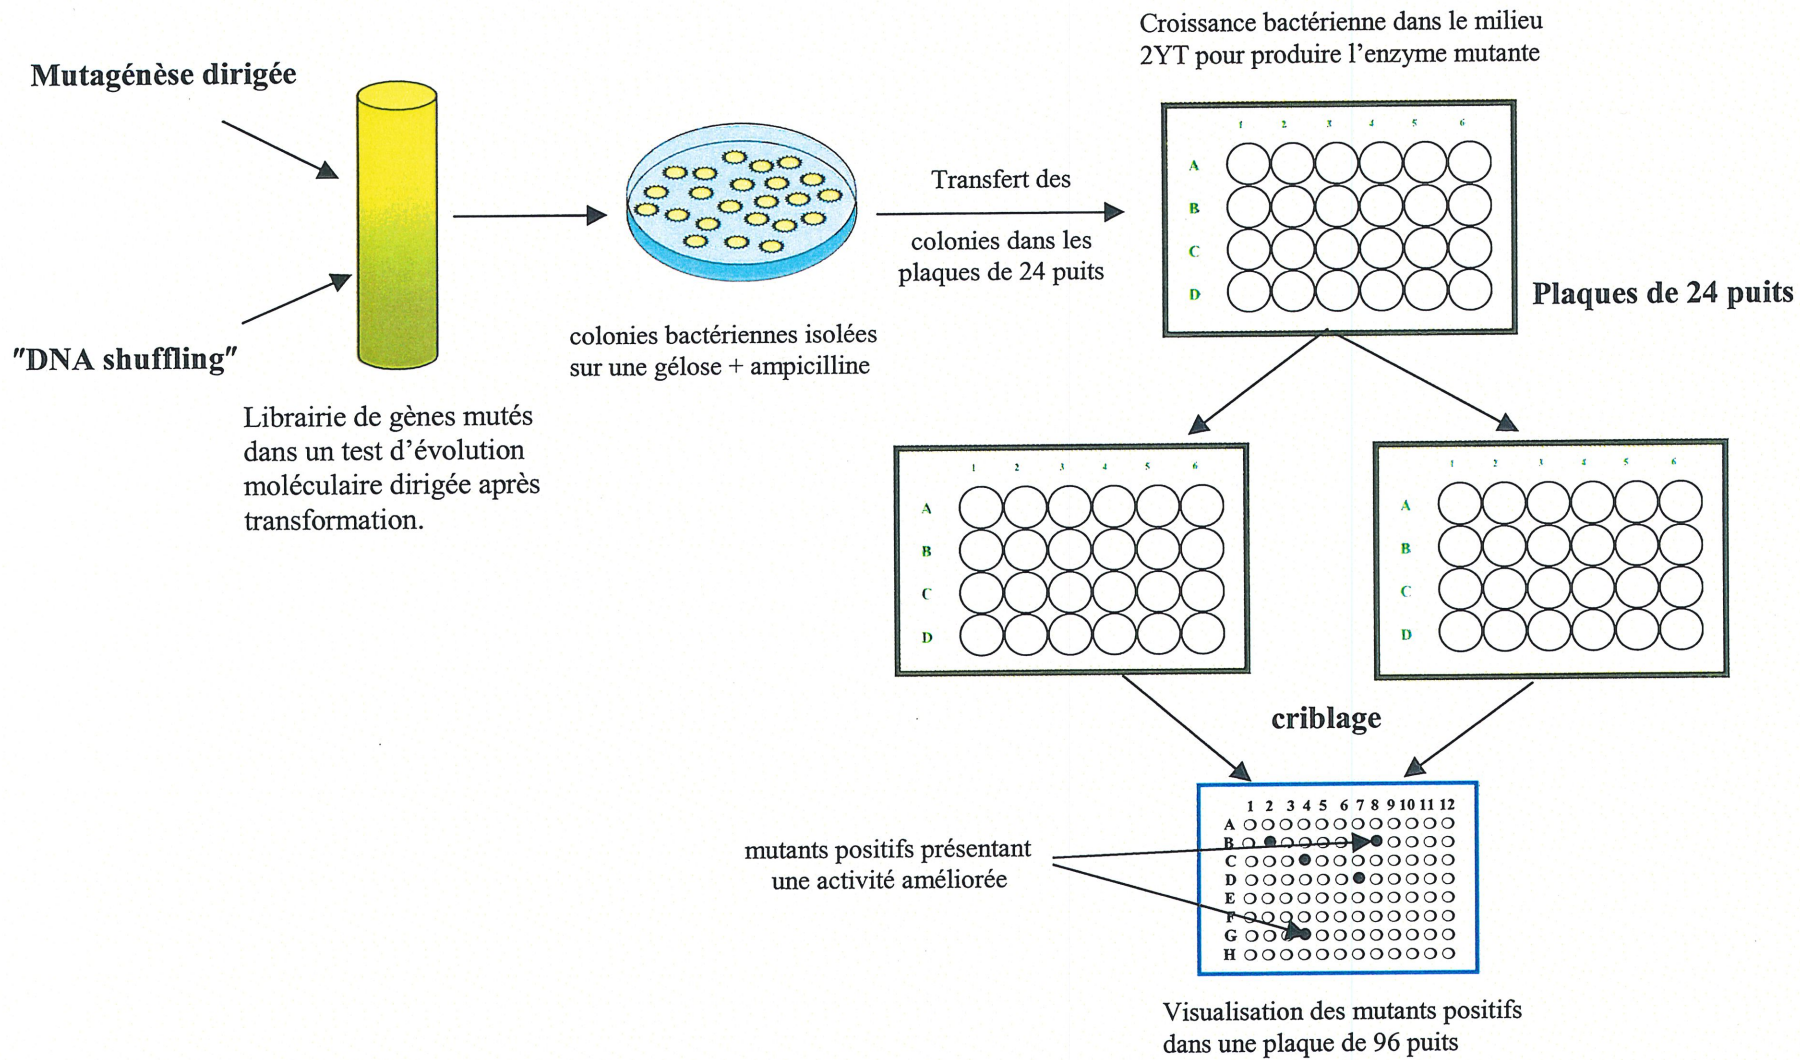 Croissance bactérienne dans le milieu
2YT pour produire l'enzyme mutante
Mutagénèse dirigée
"DNA shuffling"
Librairie de gènes mutés
dans un test d'évolution
moléculaire dirigée après
transformation.
colonies bactériennes isolées
sur une gélose + ampicilline
Transfert des
colonies dans les
plaques de 24 puits
1 2 3 4 5 6
A
B
C
D
Plaques de 24 puits
1 2 3 4 5 6
A
B
C
D
1 2 3 4 5 6
A
B
C
D
criblage
1 2 3 4 5 6 7 8 9 10 11 12
A
B
C
D
E
F
G
H
mutants positifs présentant
une activité améliorée
Visualisation des mutants positifs
dans une plaque de 96 puits